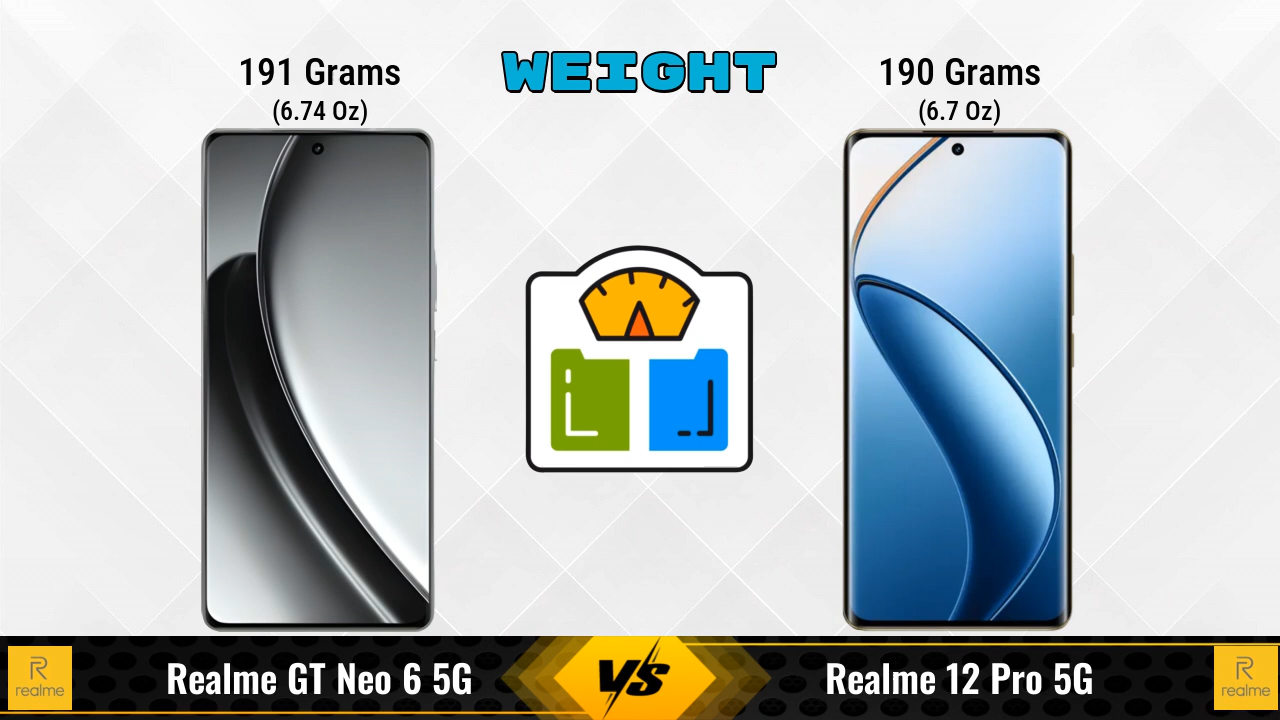 WEIGHT
191 Grams
(6.74 Oz)
190 Grams
(6.7 Oz)
R
realme
Realme GT Neo 6 5G
VS
Realme 12 Pro 5G
R
realme